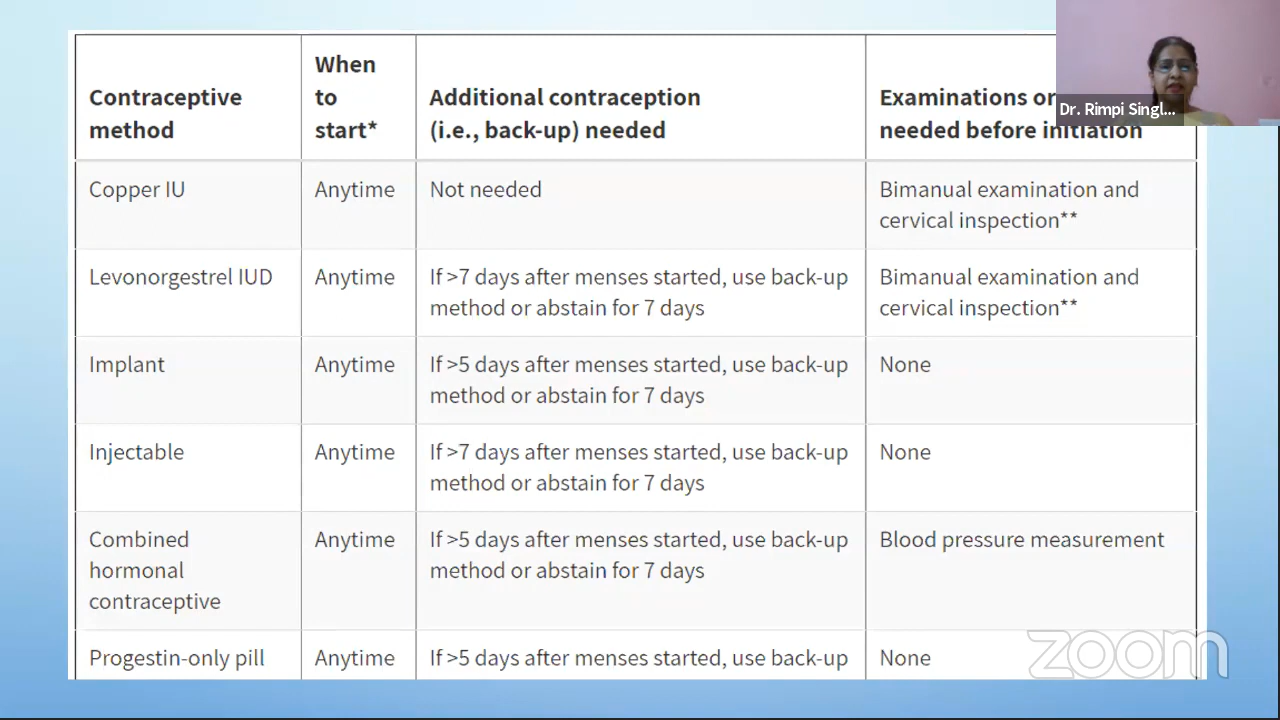 Contraceptive
method
When
to
start*
Additional contraception
(i.e., back-up) needed
Examinations or
needed before initiation
Dr. Rimpi Singl...
Copper IU
Anytime
Not needed
Bimanual examination and
cervical inspection**
Levonorgestrel IUD
Anytime
If >7 days after menses started, use back-up
method or abstain for 7 days
Bimanual examination and
cervical inspection**
Implant
Anytime
If >5 days after menses started, use back-up
method or abstain for 7 days
None
Injectable
Anytime
If >7 days after menses started, use back-up
method or abstain for 7 days
None
Combined
hormonal
contraceptive
Anytime
If >5 days after menses started, use back-up
method or abstain for 7 days
Blood pressure measurement
Progestin-only pill
Anytime
If >5 days after menses started, use back-up
None
zoom